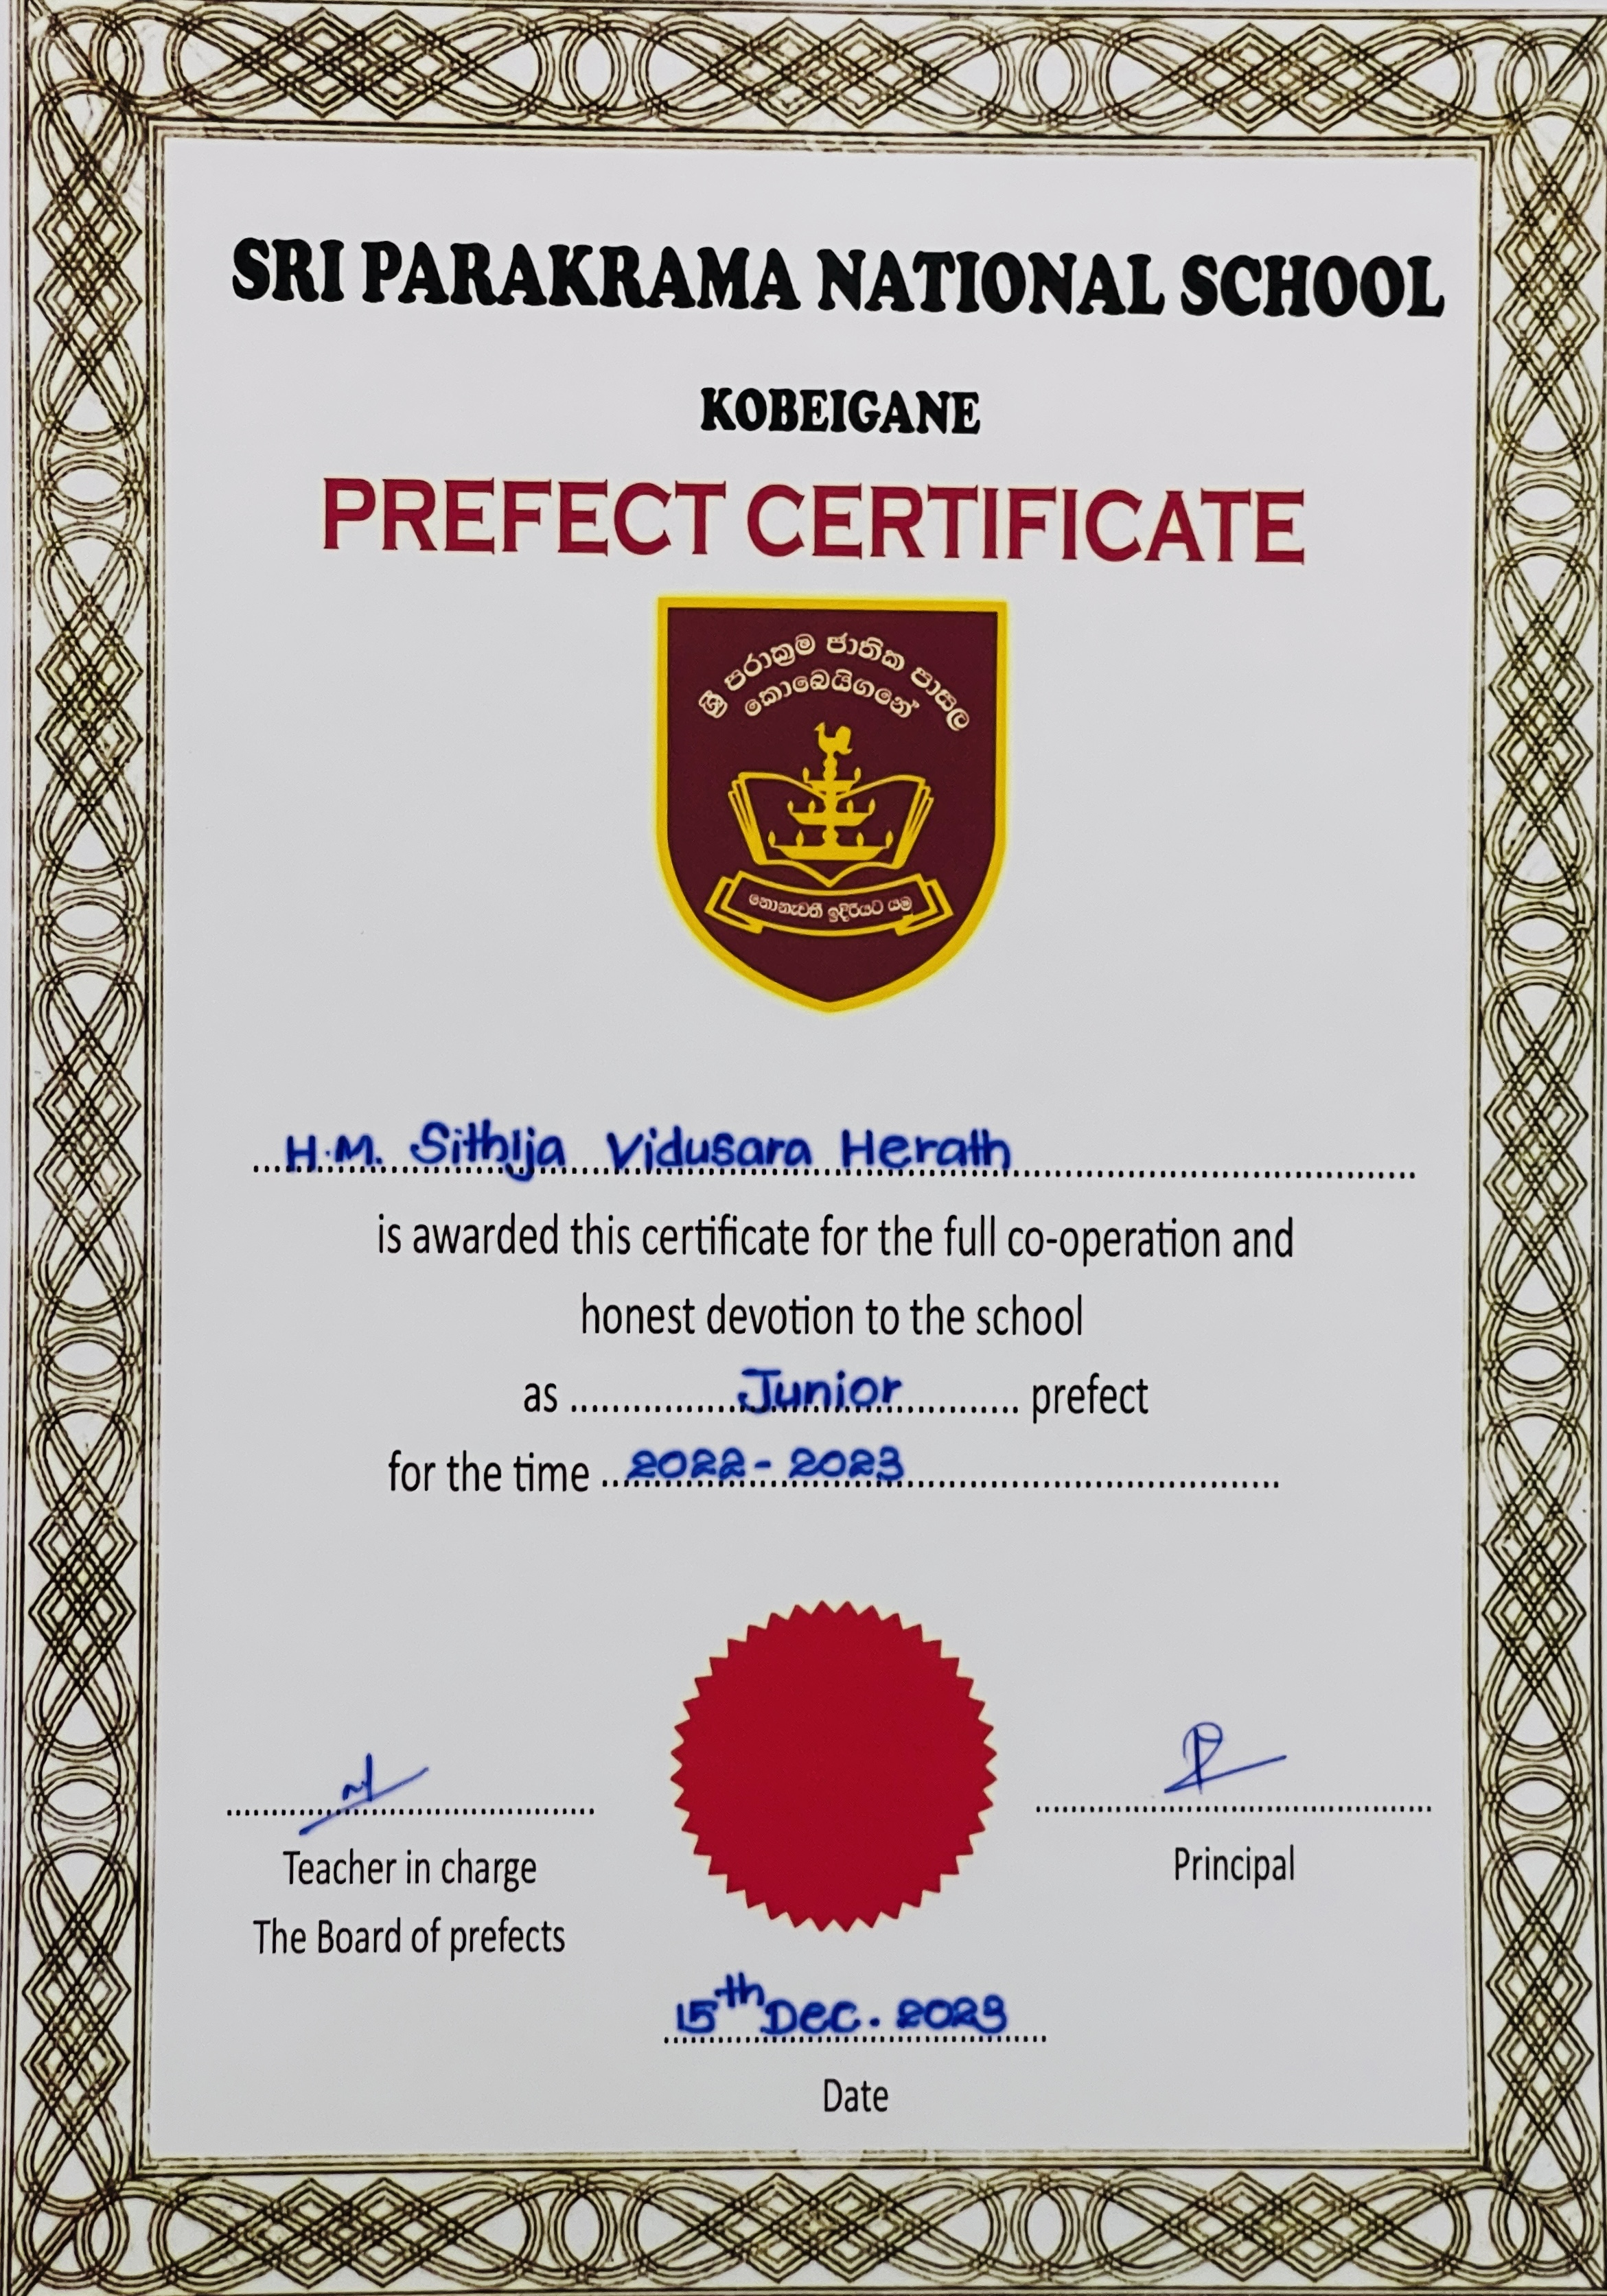 SRI PARAKRAMA NATIONAL SCHOOL
KOBEIGANE
PREFECT CERTIFICATE
ශ්‍රී පරාක්‍රම ජාතික පාසල
කොබෙයිගනේ
නොනැවතී ඉදිරියට යමු
H.M. Sithija Vidusara Herath
is awarded this certificate for the full co-operation and
honest devotion to the school
as Junior prefect
for the time 2022 - 2023
Teacher in charge
The Board of prefects
Principal
15th Dec. 2023
Date